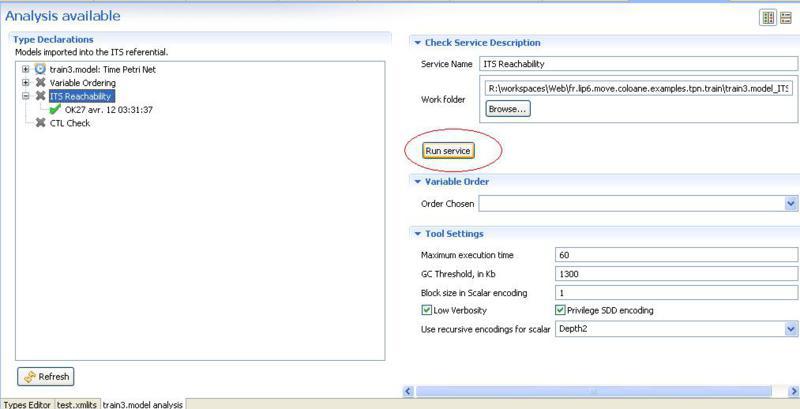 Analysis available
Type Declarations
Models imported into the ITS referential.
train3.model: Time Petri Net
Variable Ordering
ITS Reachability
OK27 avr. 12 03:31:37
CTL Check
Refresh
Check Service Description
Service Name ITS Reachability
Work folder R:\workspaces\Web\fr.lip6.move.coloane.examples.tpn.train\train3.model_ITS
Browse...
Run service
Variable Order
Order Chosen
Tool Settings
Maximum execution time 60
GC Threshold, in Kb 1300
Block size in Scalar encoding 1
Low Verbosity Privilege SDD encoding
Use recursive encodings for scalar Depth2
Types Editor test.xmlits train3.model analysis